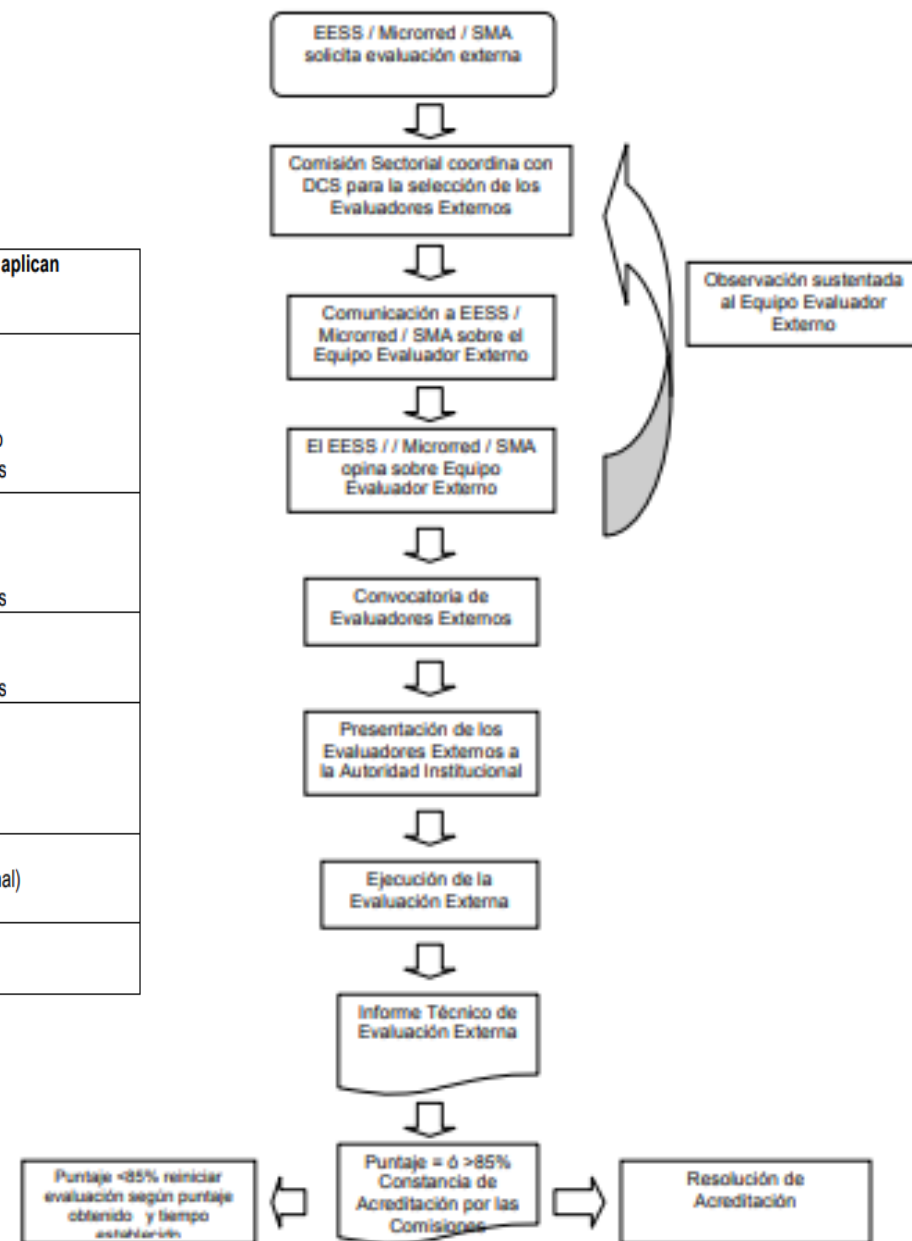 EESS / Microrred / SMA
solicita evaluación externa
Comisión Sectorial coordina con
DCS para la selección de los
Evaluadores Externos
aplican
Observación sustentada
al Equipo Evaluador
Externo
Comunicación a EESS /
Microrred / SMA sobre el
Equipo Evaluador Externo
o
s
El EESS / / Microrred / SMA
opina sobre Equipo
Evaluador Externo
s
Convocatoria de
Evaluadores Externos
s
Presentación de los
Evaluadores Externos a
la Autoridad Institucional
al)
Ejecución de la
Evaluación Externa
Informe Técnico de
Evaluación Externa
Puntaje <85% reiniciar
evaluación según puntaje
obtenido y tiempo
establecido
Puntaje = ó >85%
Constancia de
Acreditación por las
Comisiones
Resolución de
Acreditación